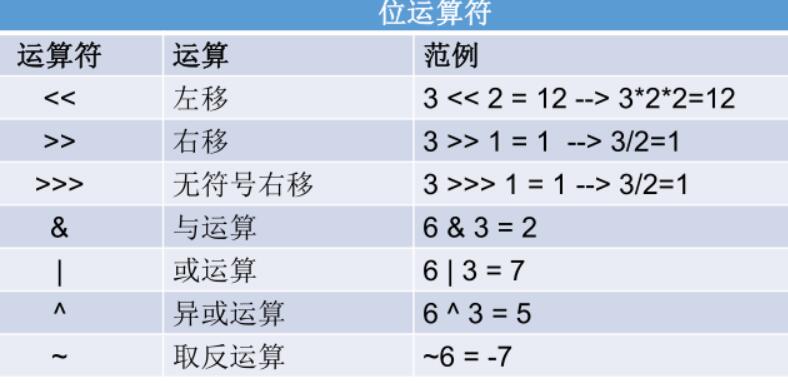 位运算符
运算符 运算 范例
<< 左移 3 << 2 = 12 --> 3*2*2=12
>> 右移 3 >> 1 = 1 --> 3/2=1
>>> 无符号右移 3 >>> 1 = 1 --> 3/2=1
& 与运算 6 & 3 = 2
| 或运算 6 | 3 = 7
^ 异或运算 6 ^ 3 = 5
~ 取反运算 ~6 = -7